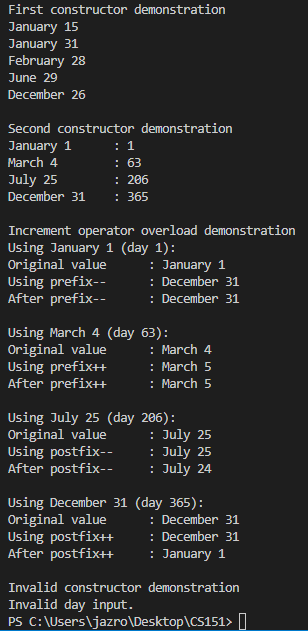 First constructor demonstration
January 15
January 31
February 28
June 29
December 26
Second constructor demonstration
January 1 : 1
March 4 : 63
July 25 : 206
December 31 : 365
Increment operator overload demonstration
Using January 1 (day 1):
Original value : January 1
Using prefix-- : December 31
After prefix-- : December 31
Using March 4 (day 63):
Original value : March 4
Using prefix++ : March 5
After prefix++ : March 5
Using July 25 (day 206):
Original value : July 25
Using postfix-- : July 25
After postfix-- : July 24
Using December 31 (day 365):
Original value : December 31
Using postfix++ : December 31
After postfix++ : January 1
Invalid constructor demonstration
Invalid day input.
PS C:\Users\jazro\Desktop\CS151>